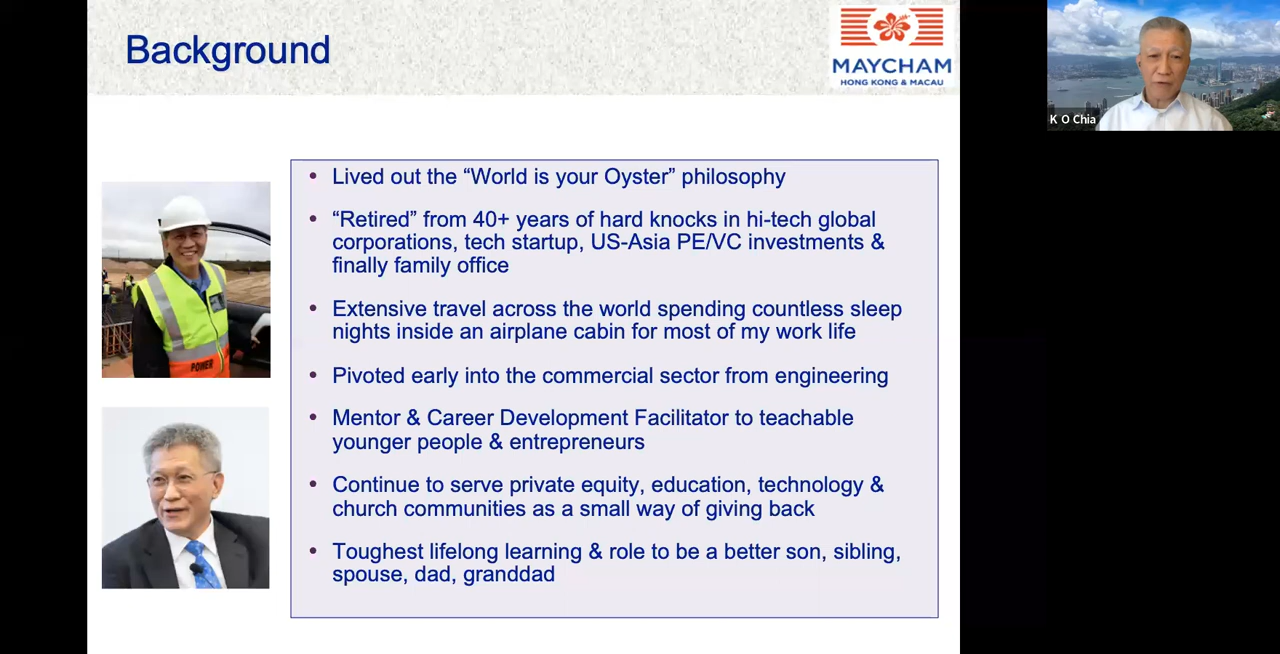 Background
MAYCHAM
HONG KONG & MACAU
K O Chia
• Lived out the “World is your Oyster” philosophy
• “Retired” from 40+ years of hard knocks in hi-tech global
corporations, tech startup, US-Asia PE/VC investments &
finally family office
• Extensive travel across the world spending countless sleep
nights inside an airplane cabin for most of my work life
• Pivoted early into the commercial sector from engineering
• Mentor & Career Development Facilitator to teachable
younger people & entrepreneurs
• Continue to serve private equity, education, technology &
church communities as a small way of giving back
• Toughest lifelong learning & role to be a better son, sibling,
spouse, dad, granddad
POWER